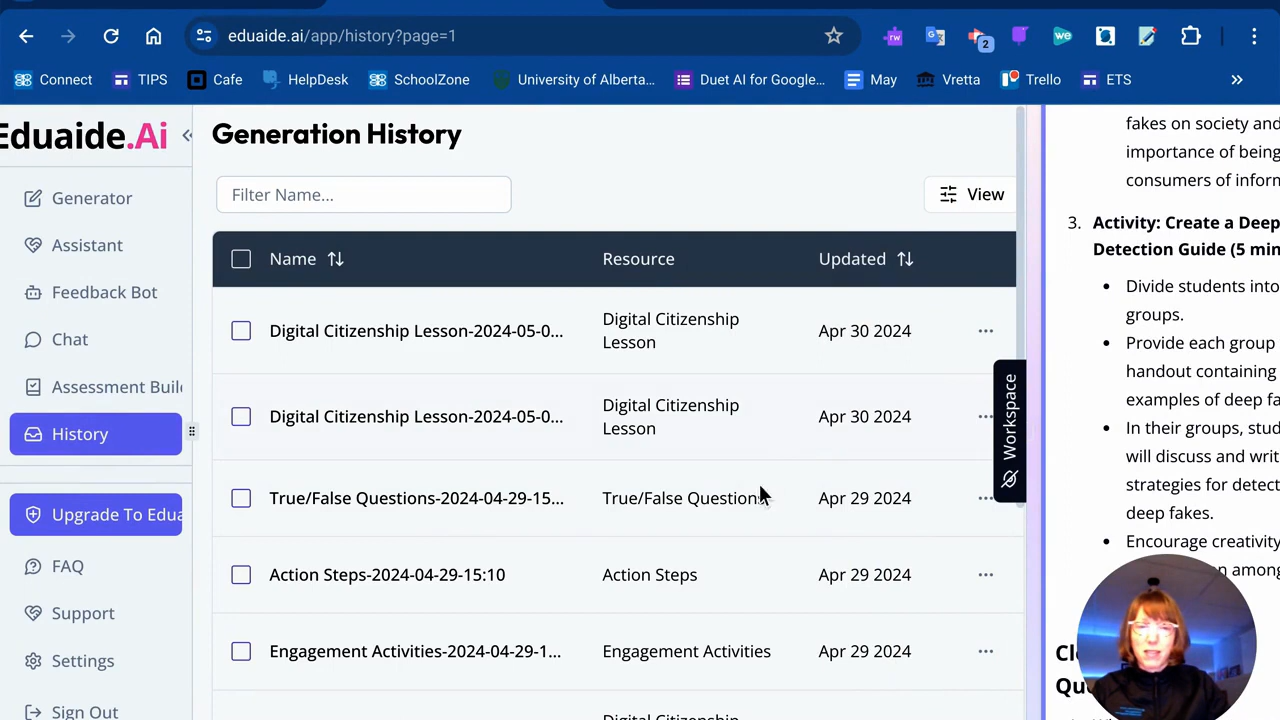 eduaide.ai/app/history?page=1
2
Connect
TIPS
Cafe
HelpDesk
SchoolZone
University of Alberta...
Duet AI for Google...
May
Vretta
Trello
ETS
Eduaide.Ai
Generator
Assistant
Feedback Bot
Chat
Assessment Buil
History
Upgrade To Edua
FAQ
Support
Settings
Sign Out
Generation History
Filter Name...
View
Name
Resource
Updated
Digital Citizenship Lesson-2024-05-0...
Digital Citizenship
Lesson
Apr 30 2024
Digital Citizenship Lesson-2024-05-0...
Digital Citizenship
Lesson
Apr 30 2024
True/False Questions-2024-04-29-15...
True/False Questions
Apr 29 2024
Action Steps-2024-04-29-15:10
Action Steps
Apr 29 2024
Engagement Activities-2024-04-29-1...
Engagement Activities
Apr 29 2024
Digital Citizenship
Workspace
fakes on society and
importance of being
consumers of inform
3. Activity: Create a Deep
Detection Guide (5 min
Divide students into
groups.
Provide each group
handout containing
examples of deep fa
In their groups, stud
will discuss and writ
strategies for detect
deep fakes.
Encourage creativity
among